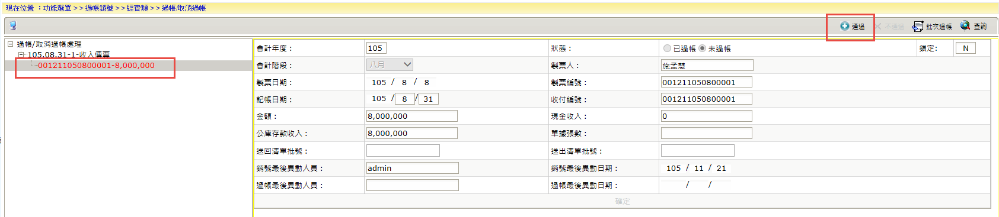 現在位置 ：功能選單 > > 過帳銷號 > > 經費類 > > 過帳/取消過帳
通過 不通過 批次過帳 查詢
過帳/取消過帳處理
105.08.31-1-收入傳票
001211050800001-8,000,000
會計年度： 105 狀態： 已過帳 未過帳 鎖定: N
會計階段： 八月 製票人： 施孟慧
製票日期： 105 / 8 / 8 製票編號： 001211050800001
記帳日期： 105 / 8 / 31 收付編號： 001211050800001
金額： 8,000,000 現金收入： 0
公庫存款收入： 8,000,000 單據張數：
送回清單批號： 送出清單批號：
銷號最後異動人員： admin 銷號最後異動日期： 105 / 11 / 21
過帳最後異動人員： 過帳最後異動日期： / /
確定